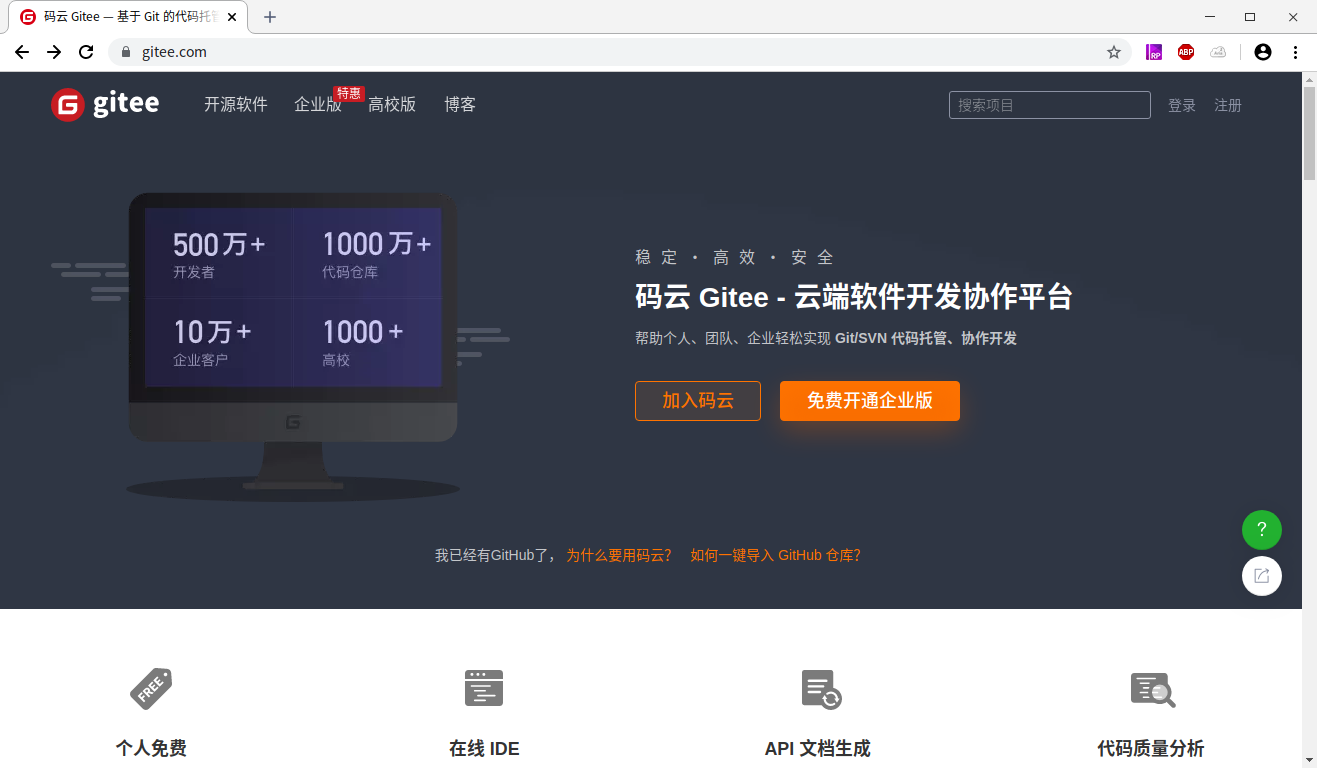 码云 Gitee — 基于 Git 的代码托管
gitee.com
RP
ABP
gitee
开源软件 企业版 特惠 高校版 博客
搜索项目
登录 注册
500万+
开发者
1000万+
代码仓库
10万+
企业客户
1000+
高校
稳定·高效·安全
码云 Gitee - 云端软件开发协作平台
帮助个人、团队、企业轻松实现 Git/SVN 代码托管、协作开发
加入码云
免费开通企业版
我已经有GitHub了， 为什么要用码云? 如何一键导入 GitHub 仓库?
?
FREE
个人免费
在线 IDE
API 文档生成
代码质量分析